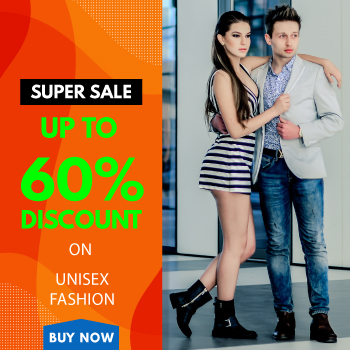 SUPER SALE
UP TO
60%
DISCOUNT
ON
UNISEX
FASHION
BUY NOW